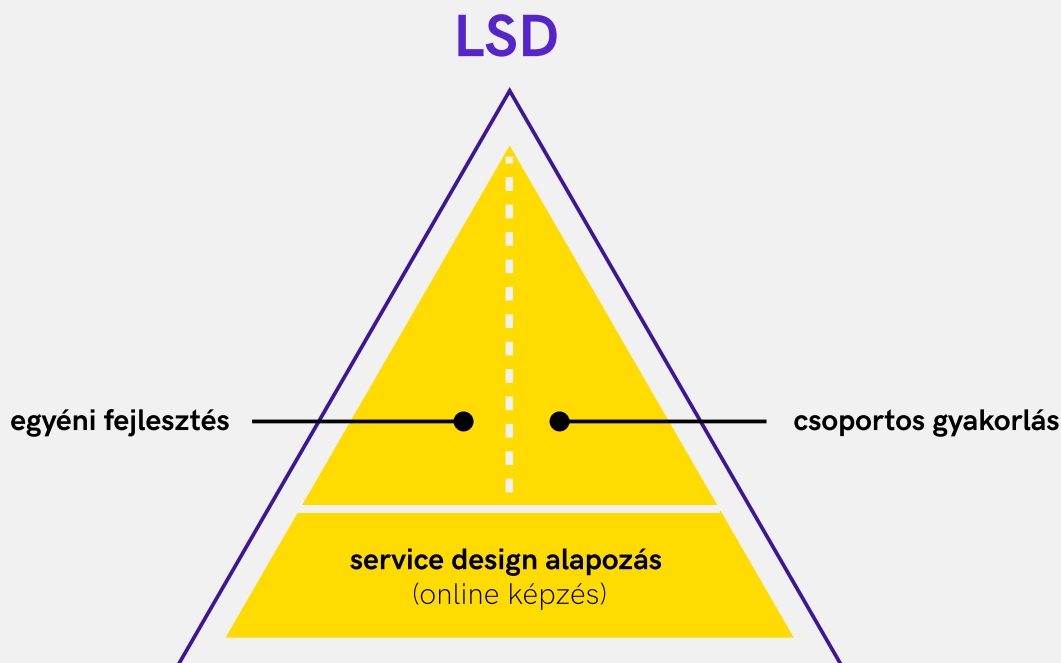 LSD
egyéni fejlesztés
csoportos gyakorlás
service design alapozás
(online képzés)